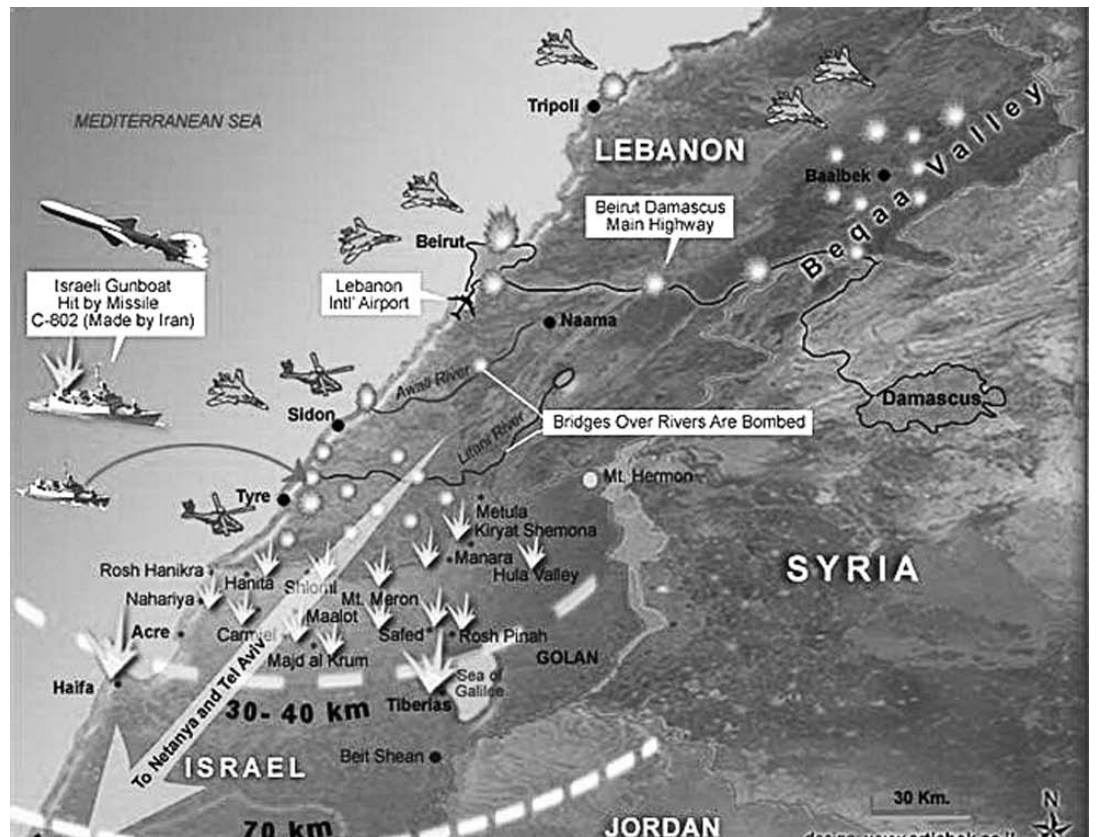 MEDITERRANEAN SEA
Tripoli
LEBANON
Baalbek
Beqaa Valley
Beirut Damascus
Main Highway
Beirut
Israeli Gunboat
Hit by Missile
C-802 (Made by Iran)
Lebanon
Intl' Airport
Naama
Awali River
Sidon
Damascus
Bridges Over Rivers Are Bombed
Litani River
Mt. Hermon
Tyre
Metula
Kiryat Shemona
Manara
Hula Valley
SYRIA
Rosh Hanikra
Hanita
Shlomi
Nahariya
Mt. Meron
Maalot
Acre
Carmiel
Safed
Rosh Pinah
Majd al Krum
GOLAN
Haifa
Sea of
Galilee
Tiberias
30- 40 km
To Netanya and Tel Aviv
ISRAEL
Beit Shean
30 Km.
N
70 km
JORDAN